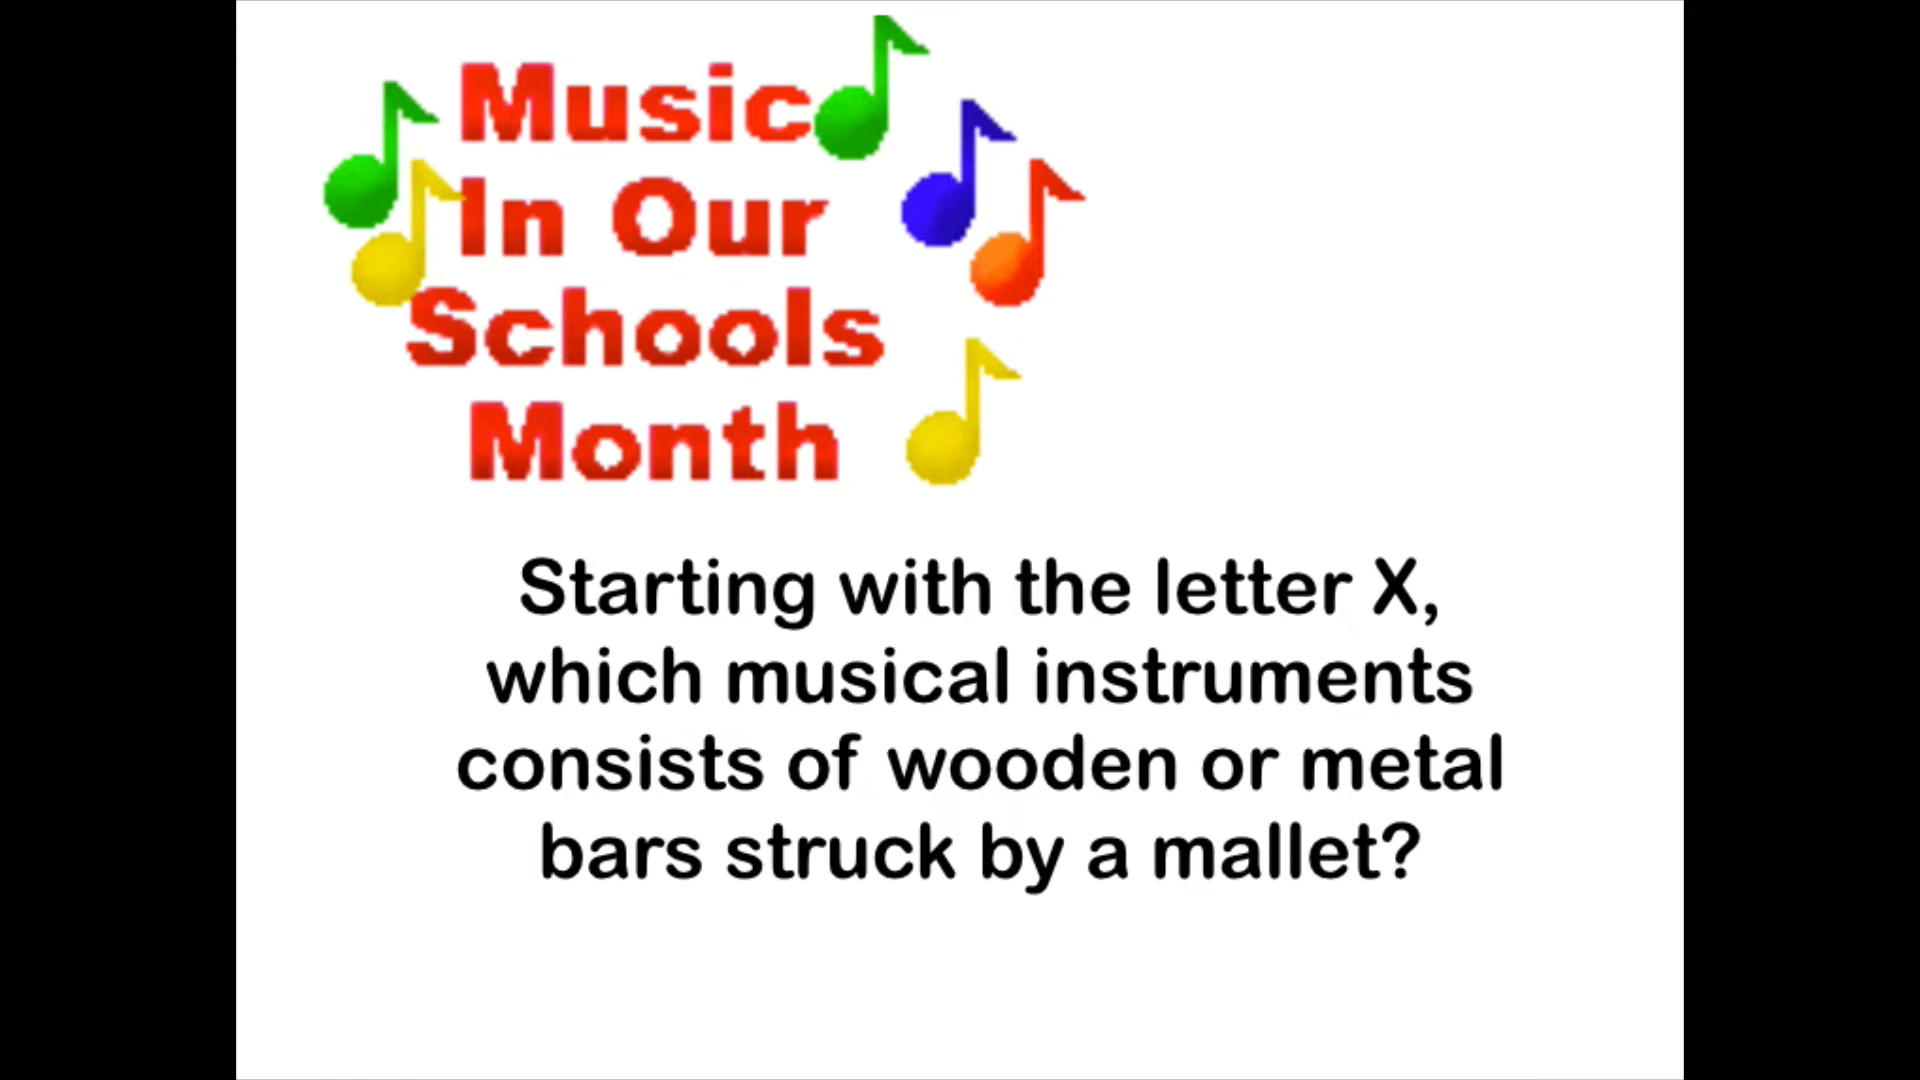 Music
In Our
Schools
Month
Starting with the letter X,
which musical instruments
consists of wooden or metal
bars struck by a mallet?